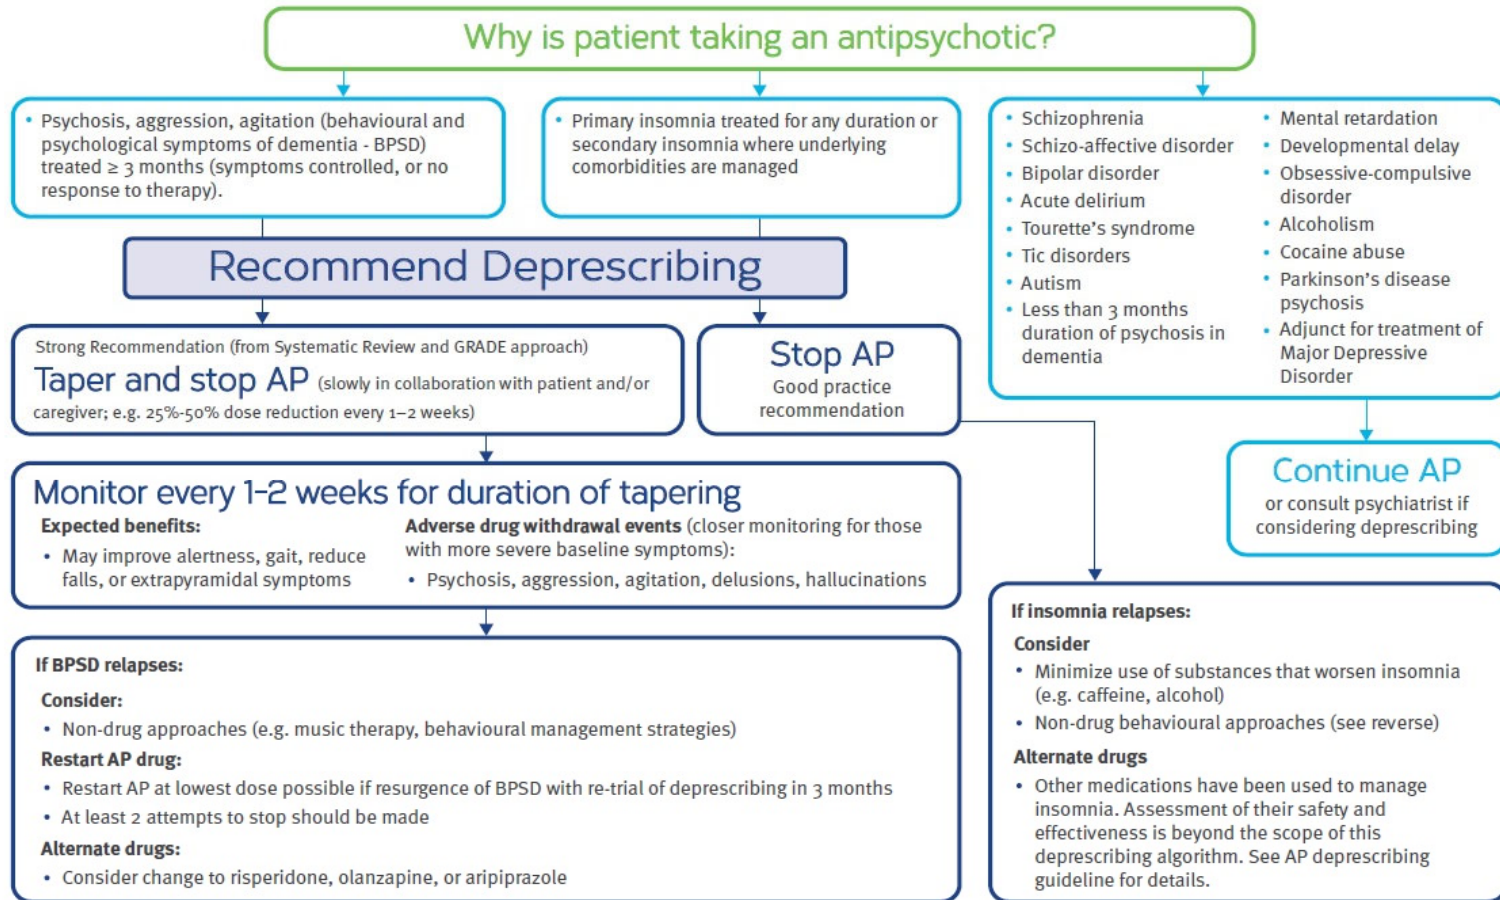 Why is patient taking an antipsychotic?
• Psychosis, aggression, agitation (behavioural and
psychological symptoms of dementia - BPSD)
treated ≥ 3 months (symptoms controlled, or no
response to therapy).
• Primary insomnia treated for any duration or
secondary insomnia where underlying
comorbidities are managed
• Schizophrenia
• Schizo-affective disorder
• Bipolar disorder
• Acute delirium
• Tourette's syndrome
• Tic disorders
• Autism
• Less than 3 months
duration of psychosis in
dementia
• Mental retardation
• Developmental delay
• Obsessive-compulsive
disorder
• Alcoholism
• Cocaine abuse
• Parkinson's disease
psychosis
• Adjunct for treatment of
Major Depressive
Disorder
Recommend Deprescribing
Strong Recommendation (from Systematic Review and GRADE approach)
Taper and stop AP (slowly in collaboration with patient and/or
caregiver; e.g. 25%-50% dose reduction every 1–2 weeks)
Stop AP
Good practice
recommendation
Continue AP
or consult psychiatrist if
considering deprescribing
Monitor every 1-2 weeks for duration of tapering
Expected benefits:
• May improve alertness, gait, reduce
falls, or extrapyramidal symptoms
Adverse drug withdrawal events (closer monitoring for those
with more severe baseline symptoms):
• Psychosis, aggression, agitation, delusions, hallucinations
If BPSD relapses:
Consider:
• Non-drug approaches (e.g. music therapy, behavioural management strategies)
Restart AP drug:
• Restart AP at lowest dose possible if resurgence of BPSD with re-trial of deprescribing in 3 months
• At least 2 attempts to stop should be made
Alternate drugs:
• Consider change to risperidone, olanzapine, or aripiprazole
If insomnia relapses:
Consider
• Minimize use of substances that worsen insomnia
(e.g. caffeine, alcohol)
• Non-drug behavioural approaches (see reverse)
Alternate drugs
• Other medications have been used to manage
insomnia. Assessment of their safety and
effectiveness is beyond the scope of this
deprescribing algorithm. See AP deprescribing
guideline for details.